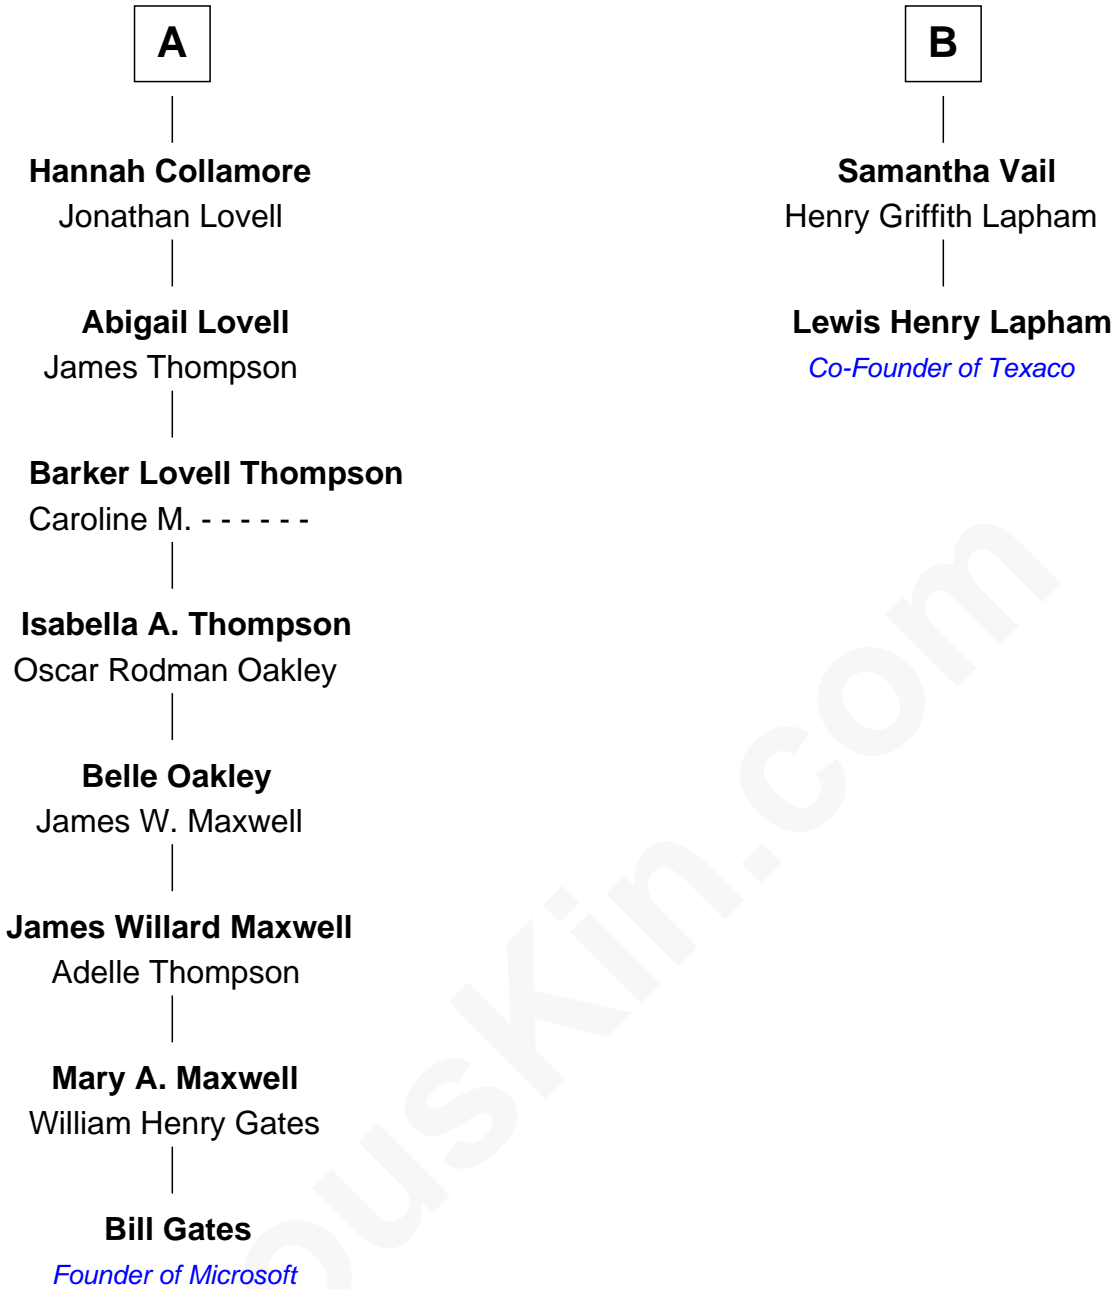 A
Hannah Collamore
Jonathan Lovell
Abigail Lovell
James Thompson
Barker Lovell Thompson
Caroline M. - - - - - -
Isabella A. Thompson
Oscar Rodman Oakley
Belle Oakley
James W. Maxwell
James Willard Maxwell
Adelle Thompson
Mary A. Maxwell
William Henry Gates
Bill Gates
Founder of Microsoft
B
Samantha Vail
Henry Griffith Lapham
Lewis Henry Lapham
Co-Founder of Texaco
ousKin.com